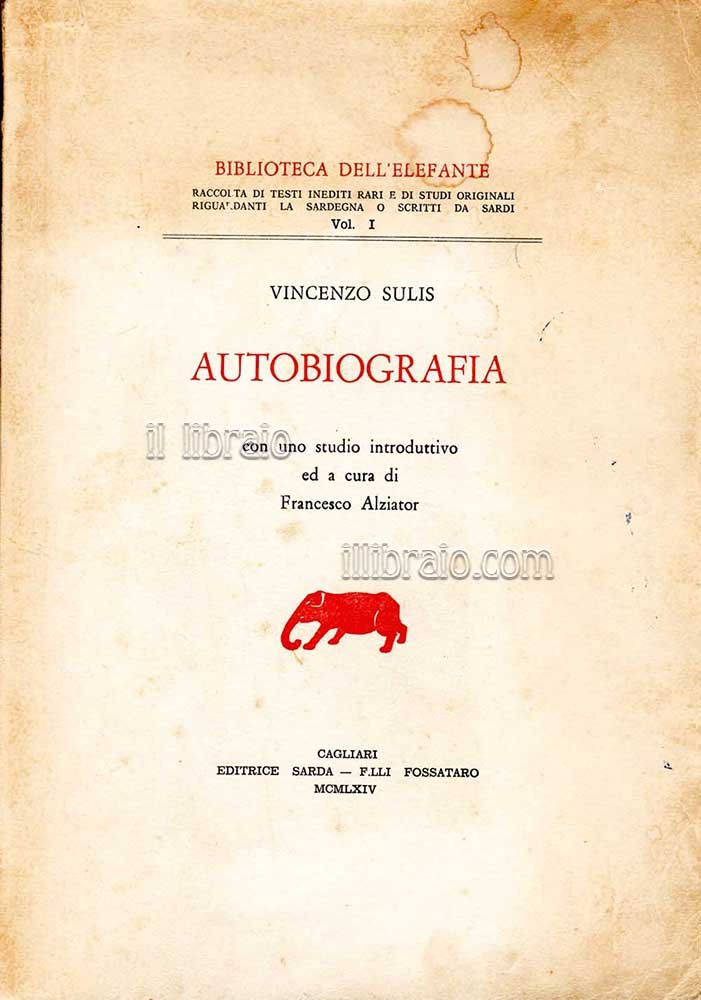 BIBLIOTECA DELL'ELEFANTE
RACCOLTA DI TESTI INEDITI RARI E DI STUDI ORIGINALI
RIGUARDANTI LA SARDEGNA O SCRITTI DA SARDI
Vol. I
VINCENZO SULIS
AUTOBIOGRAFIA
il libraio
con uno studio introduttivo
ed a cura di
Francesco Alziator
illibraio.com
CAGLIARI
EDITRICE SARDA — F.LLI FOSSATARO
MCMLXIV